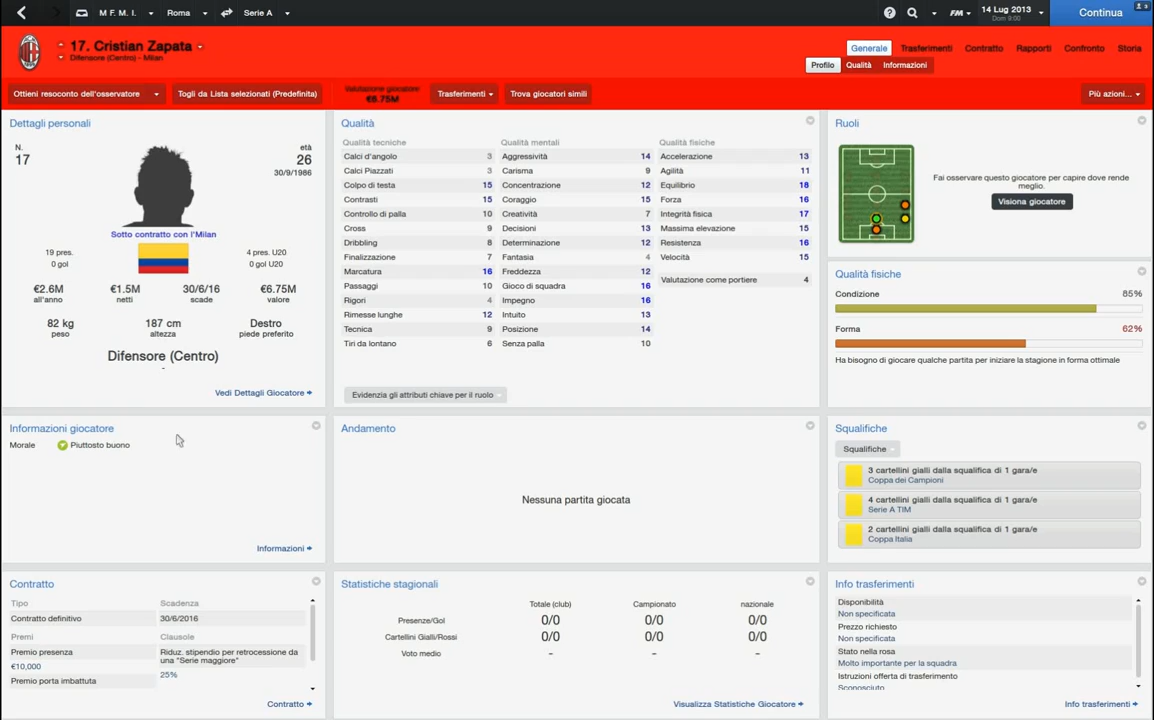 M F. M. I.
Roma
Serie A
FM
14 Lug 2013
Dom 9:00
Continua
3
17. Cristian Zapata
Difensore (Centro) - Milan
Generale
Trasferimenti
Contratto
Rapporti
Confronto
Storia
Profilo
Qualità
Informazioni
Ottieni resoconto dell'osservatore
Togli da Lista selezionati (Predefinita)
Valutazione giocatore
€6.75M
Trasferimenti
Trova giocatori simili
Più azioni...
Dettagli personali
N.
17
età
26
30/9/1986
Sotto contratto con l'Milan
19 pres.
0 gol
4 pres. U20
0 gol U20
€2.6M
all'anno
€1.5M
netti
30/6/16
scade
€6.75M
valore
82 kg
peso
187 cm
altezza
Destro
piede preferito
Difensore (Centro)
-
Vedi Dettagli Giocatore
Qualità
Qualità tecniche
Calci d'angolo 3
Calci Piazzati 3
Colpo di testa 15
Contrasti 15
Controllo di palla 10
Cross 9
Dribbling 8
Finalizzazione 7
Marcatura 16
Passaggi 10
Rigori 4
Rimesse lunghe 12
Tecnica 9
Tiri da lontano 6
Qualità mentali
Aggressività 14
Carisma 9
Concentrazione 12
Coraggio 15
Creatività 7
Decisioni 13
Determinazione 12
Fantasia 4
Freddezza 12
Gioco di squadra 16
Impegno 16
Intuito 13
Posizione 14
Senza palla 10
Qualità fisiche
Accelerazione 13
Agilità 11
Equilibrio 18
Forza 16
Integrità fisica 17
Massima elevazione 15
Resistenza 16
Velocità 15
Valutazione come portiere 4
Evidenzia gli attributi chiave per il ruolo
Ruoli
Fai osservare questo giocatore per capire dove rende
meglio.
Visiona giocatore
Qualità fisiche
Condizione 85%
Forma 62%
Ha bisogno di giocare qualche partita per iniziare la stagione in forma ottimale
Informazioni giocatore
Morale
Piuttosto buono
Informazioni
Andamento
Nessuna partita giocata
Squalifiche
Squalifiche
3 cartellini gialli dalla squalifica di 1 gara/e
Coppa dei Campioni
4 cartellini gialli dalla squalifica di 1 gara/e
Serie A TIM
2 cartellini gialli dalla squalifica di 1 gara/e
Coppa Italia
Contratto
Tipo
Contratto definitivo
Premi
Premio presenza
€10,000
Premio porta imbattuta
Scadenza
30/6/2016
Clausole
Riduz. stipendio per retrocessione da
una "Serie maggiore"
25%
Contratto
Statistiche stagionali
Totale (club) Campionato nazionale
Presenze/Gol 0/0 0/0 0/0
Cartellini Gialli/Rossi 0/0 0/0 0/0
Voto medio - - -
Visualizza Statistiche Giocatore
Info trasferimenti
Disponibilità
Non specificata
Prezzo richiesto
Non specificata
Stato nella rosa
Molto importante per la squadra
Istruzioni offerta di trasferimento
Sconosciuto
Info trasferimenti